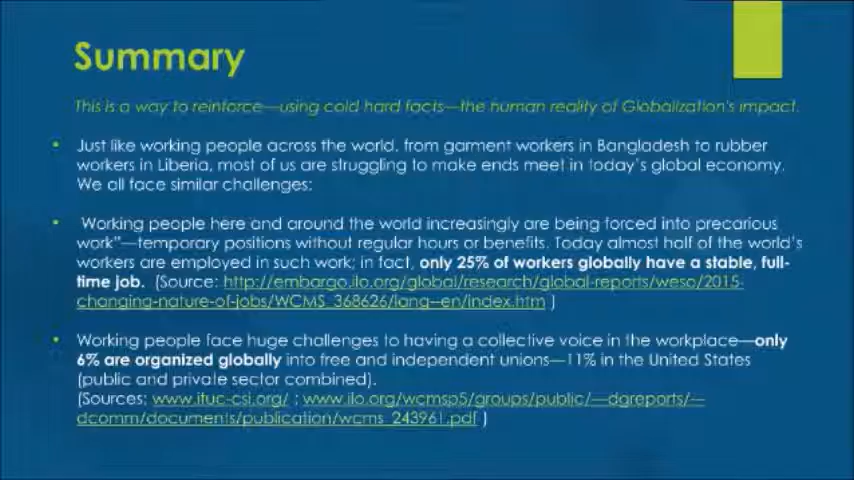 Summary
This is a way to reinforce—using cold hard facts—the human reality of Globalization's impact.
• Just like working people across the world, from garment workers in Bangladesh to rubber
workers in Liberia, most of us are struggling to make ends meet in today's global economy.
We all face similar challenges:
• Working people here and around the world increasingly are being forced into precarious
work"—temporary positions without regular hours or benefits. Today almost half of the world's
workers are employed in such work; in fact, only 25% of workers globally have a stable, full-
time job. (Source: http://embargo.ilo.org/global/research/global-reports/weso/2015-
changing-nature-of-jobs/WCMS_368626/lang--en/index.htm )
• Working people face huge challenges to having a collective voice in the workplace—only
6% are organized globally into free and independent unions—11% in the United States
(public and private sector combined).
(Sources: www.ituc-csi.org/ ; www.ilo.org/wcmsp5/groups/public/---dgreports/---
dcomm/documents/publication/wcms_243961.pdf )